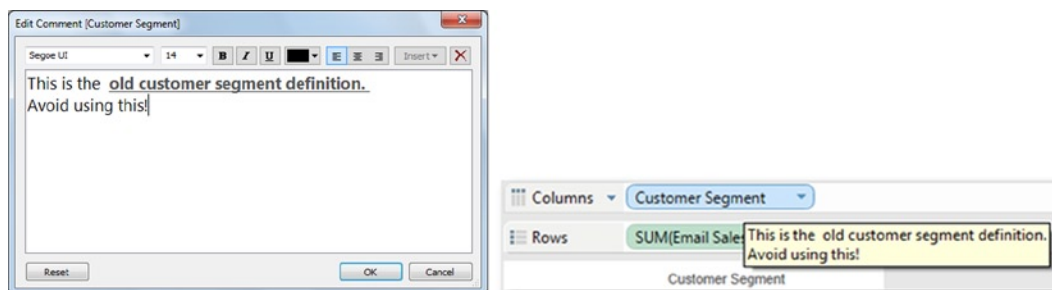 Edit Comment [Customer Segment]
Segoe UI 14 B I U Insert
This is the old customer segment definition.
Avoid using this!
Reset OK Cancel
Columns Customer Segment
Rows SUM(Email Sales
This is the old customer segment definition.
Avoid using this!
Customer Segment